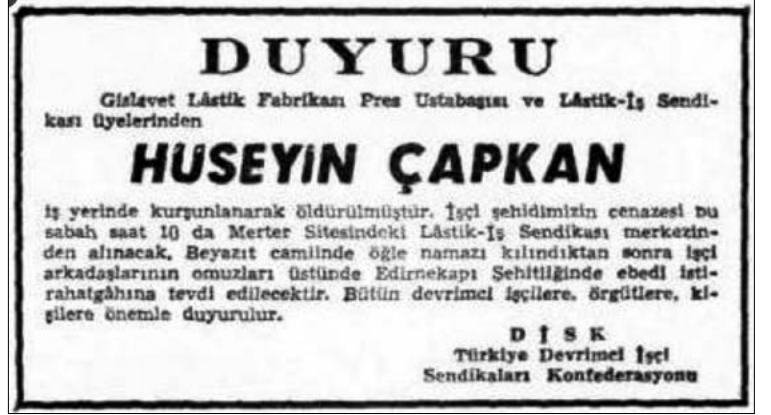 DUYURU
Gislavet Lâstik Fabrikası Pres Ustabaşısı ve Lâstik-İş Sendi-
kası üyelerinden
HÜSEYİN ÇAPKAN
iş yerinde kurşunlanarak öldürülmüştür. İşçi şehidimizin cenazesi bu
sabah saat 10 da Merter Sitesindeki Lâstik-İş Sendikası merkezin-
den alınacak, Beyazıt camiinde öğle namazı kılındıktan sonra işçi
arkadaşlarının omuzları üstünde Edirnekapı Şehitliğinde ebedi isti-
rahatgâhına tevdi edilecektir. Bütün devrimci işçilere, örgütlere, ki-
şilere önemle duyurulur.
DİSK
Türkiye Devrimci İşçi
Sendikaları Konfederasyonu